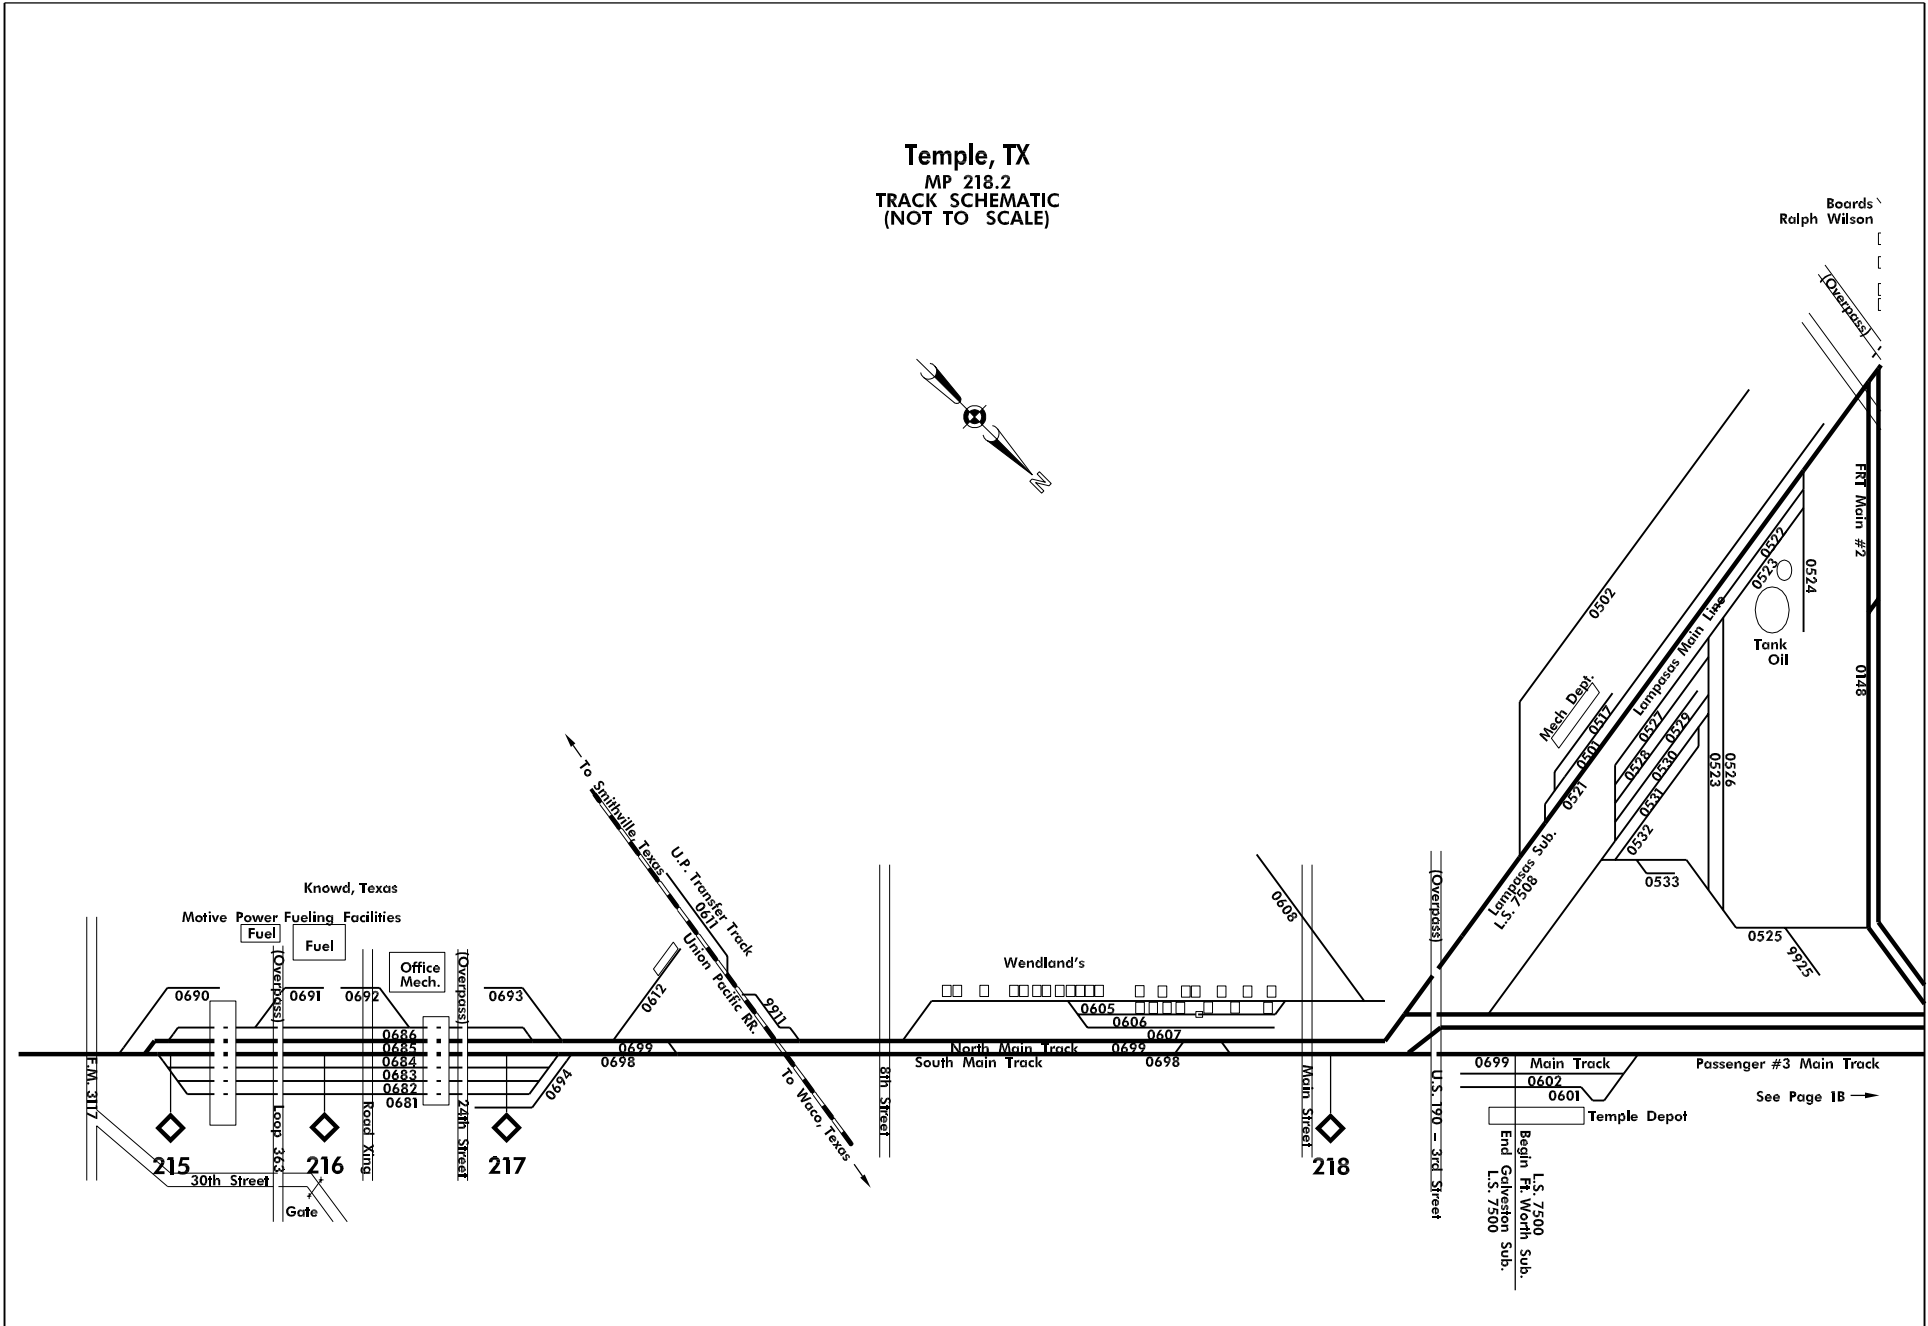 Temple, TX
MP 218.2
TRACK SCHEMATIC
(NOT TO SCALE)
Boards
Ralph Wilson
(Overpass)
N
FRT Main #2
0148
0502
0522
0523
0524
Tank
Oil
Lampasas Main Line
Mech Dept.
0517
0501
0521
0527
0528
0529
0530
0531
0532
0533
0523
0526
0525
9925
Lampasas Sub.
L.S. 7508
To Smithville, Texas
U.P. Transfer Track
0611
Union Pacific RR.
9911
To Waco, Texas
Knowd, Texas
Motive Power Fueling Facilities
Fuel
Fuel
Office
Mech.
(Overpass)
(Overpass)
0690
0691
0692
0693
0612
0686
0685
0684
0683
0682
0681
0694
0699
0698
F.M. 3117
Loop 363
Road Xing
24th Street
215
216
217
30th Street
Gate
Wendland's
0605
0606
0607
0608
North Main Track
0699
South Main Track
0698
8th Street
Main Street
218
(Overpass)
U.S. 190 - 3rd Street
0699
Main Track
0602
0601
Passenger #3 Main Track
See Page 1B
Temple Depot
L.S. 7500
Begin Ft. Worth Sub.
End Galveston Sub.
L.S. 7500